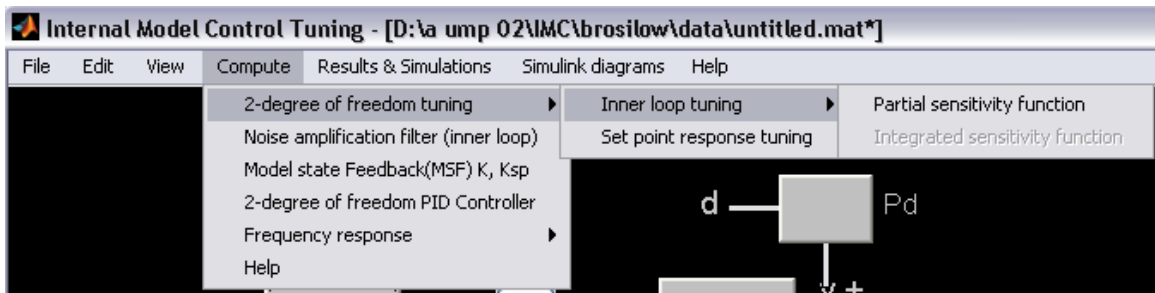 Internal Model Control Tuning - [D:\a ump 02\IMC\brosilow\data\untitled.mat*]
File Edit View Compute Results & Simulations Simulink diagrams Help
2-degree of freedom tuning Inner loop tuning Partial sensitivity function
Noise amplification filter (inner loop) Set point response tuning Integrated sensitivity function
Model state Feedback(MSF) K, Ksp
2-degree of freedom PID Controller d Pd
Frequency response
Help
+